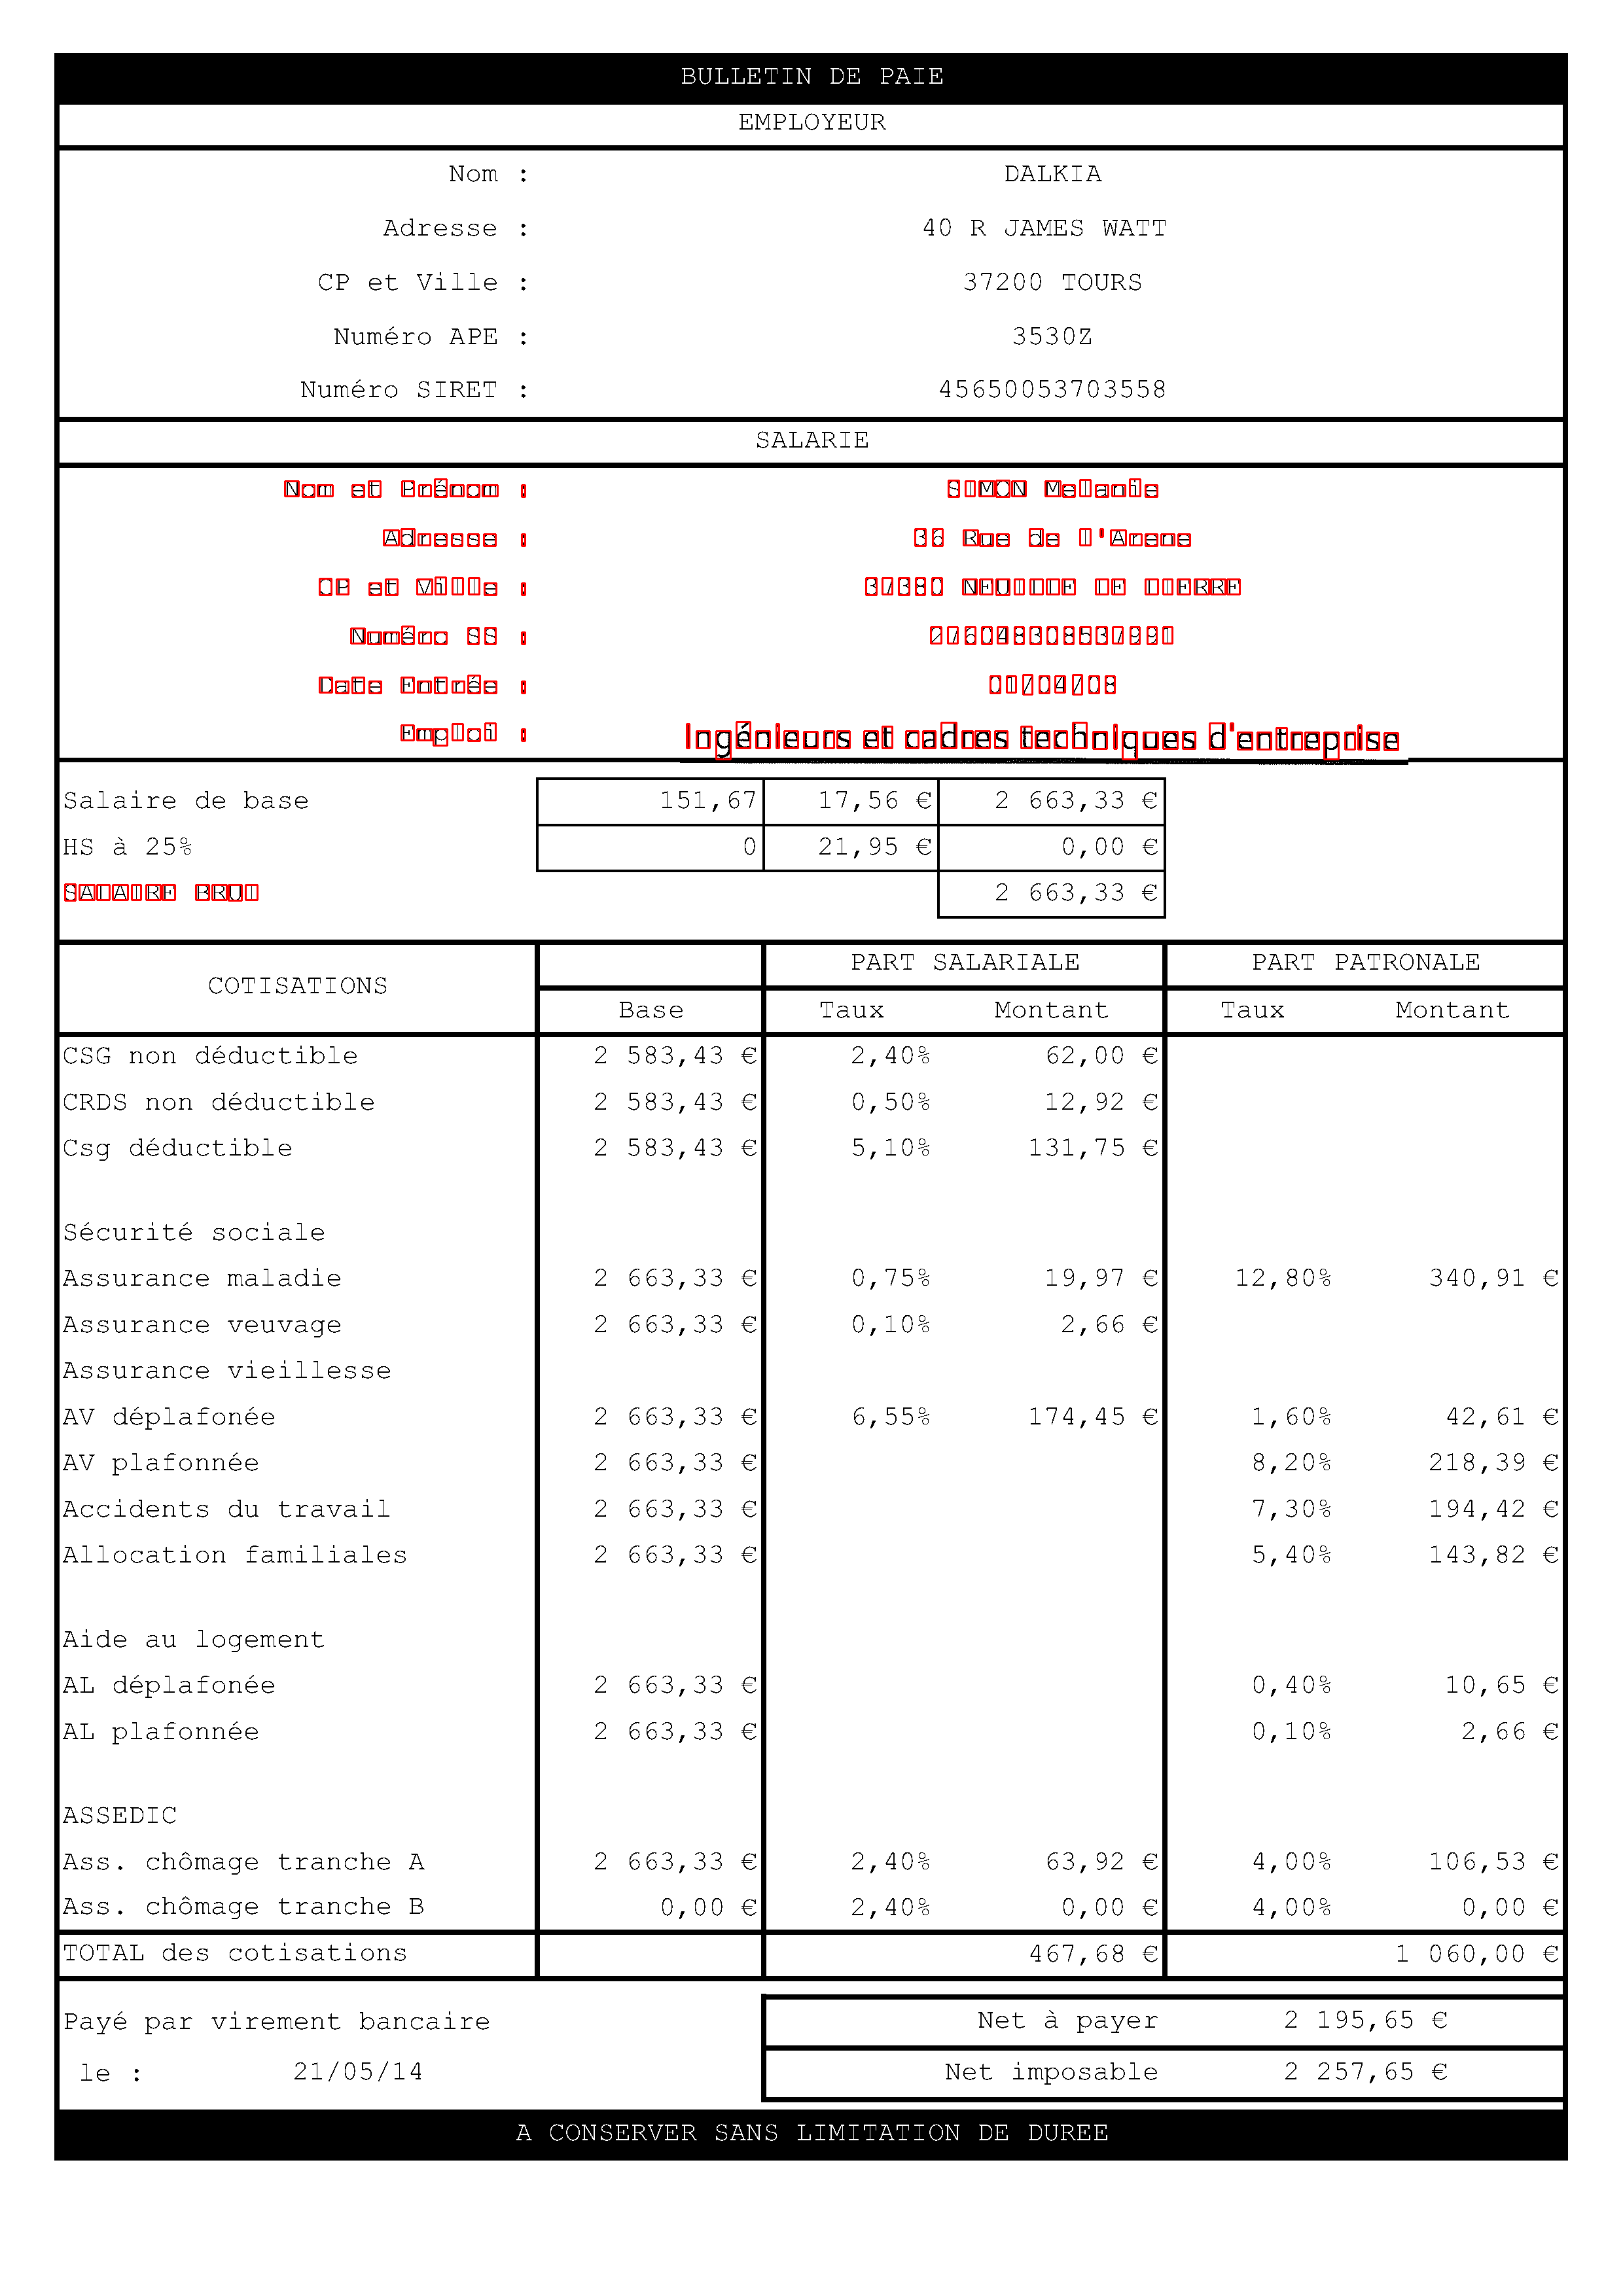 BULLETIN DE PAIE
EMPLOYEUR
Nom : DALKIA
Adresse : 40 R JAMES WATT
CP et Ville : 37200 TOURS
Numéro APE : 3530Z
Numéro SIRET : 45650053703558
SALARIE
Nom et Prénom : SIMON Melanie
Adresse : 36 Rue de l'Arene
CP et Ville : 37380 NEUILLE LE LIERRE
Numéro SS : 276048308537991
Date Entrée : 01/04/08
Emploi : Ingénieurs et cadres techniques d'entreprise
Salaire de base 151,67 17,56 € 2 663,33 €
HS à 25% 0 21,95 € 0,00 €
SALAIRE BRUT 2 663,33 €
COTISATIONS PART SALARIALE PART PATRONALE
Base Taux Montant Taux Montant
CSG non déductible 2 583,43 € 2,40% 62,00 €
CRDS non déductible 2 583,43 € 0,50% 12,92 €
Csg déductible 2 583,43 € 5,10% 131,75 €
Sécurité sociale
Assurance maladie 2 663,33 € 0,75% 19,97 € 12,80% 340,91 €
Assurance veuvage 2 663,33 € 0,10% 2,66 €
Assurance vieillesse
AV déplafonée 2 663,33 € 6,55% 174,45 € 1,60% 42,61 €
AV plafonnée 2 663,33 € 8,20% 218,39 €
Accidents du travail 2 663,33 € 7,30% 194,42 €
Allocation familiales 2 663,33 € 5,40% 143,82 €
Aide au logement
AL déplafonée 2 663,33 € 0,40% 10,65 €
AL plafonnée 2 663,33 € 0,10% 2,66 €
ASSEDIC
Ass. chômage tranche A 2 663,33 € 2,40% 63,92 € 4,00% 106,53 €
Ass. chômage tranche B 0,00 € 2,40% 0,00 € 4,00% 0,00 €
TOTAL des cotisations 467,68 € 1 060,00 €
Payé par virement bancaire Net à payer 2 195,65 €
le : 21/05/14 Net imposable 2 257,65 €
A CONSERVER SANS LIMITATION DE DUREE